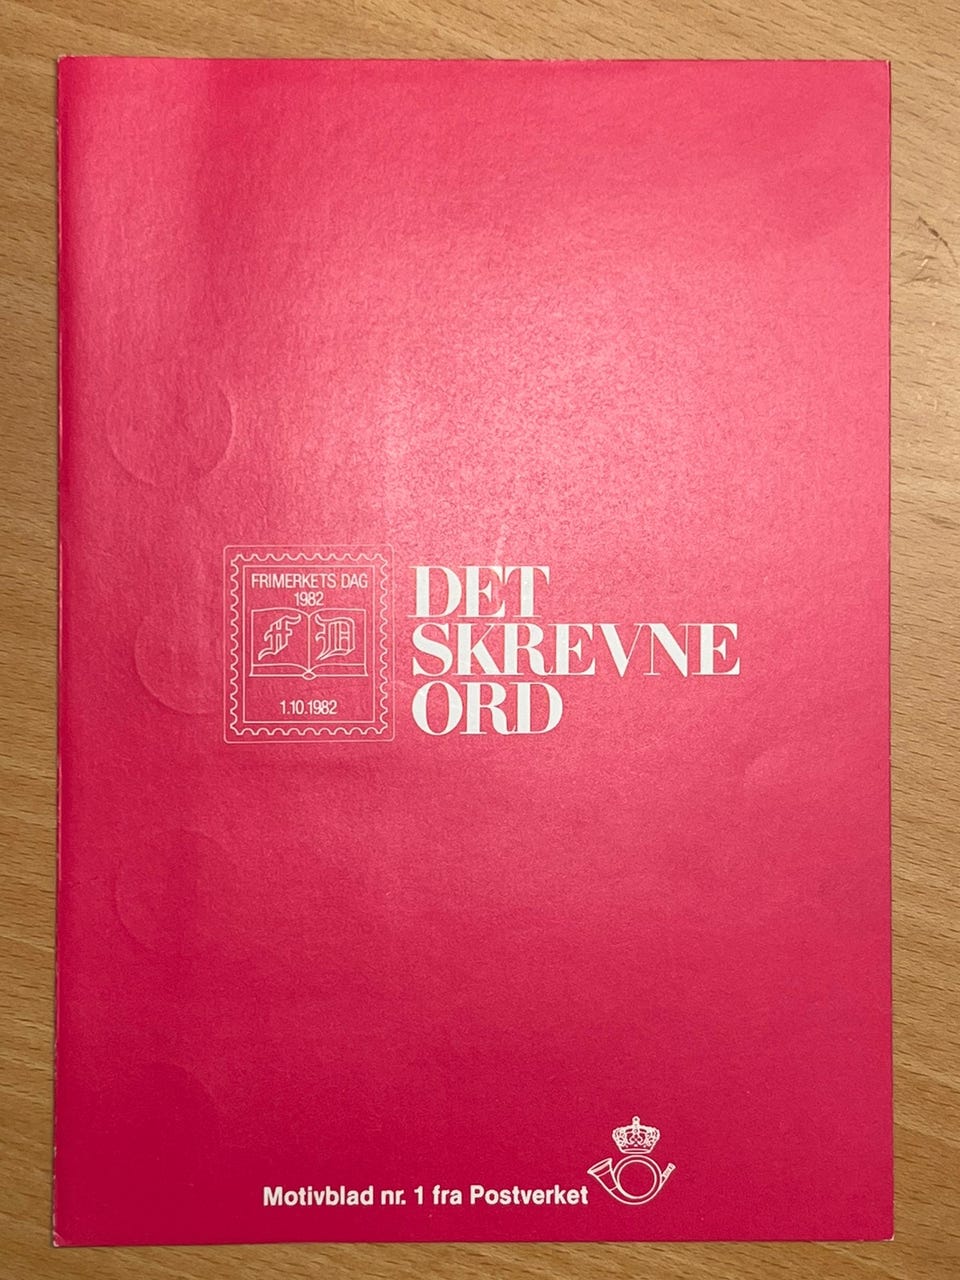 FRIMERKETS DAG
1982
FD
1.10.1982
DET
SKREVNE
ORD
Motivblad nr. 1 fra Postverket